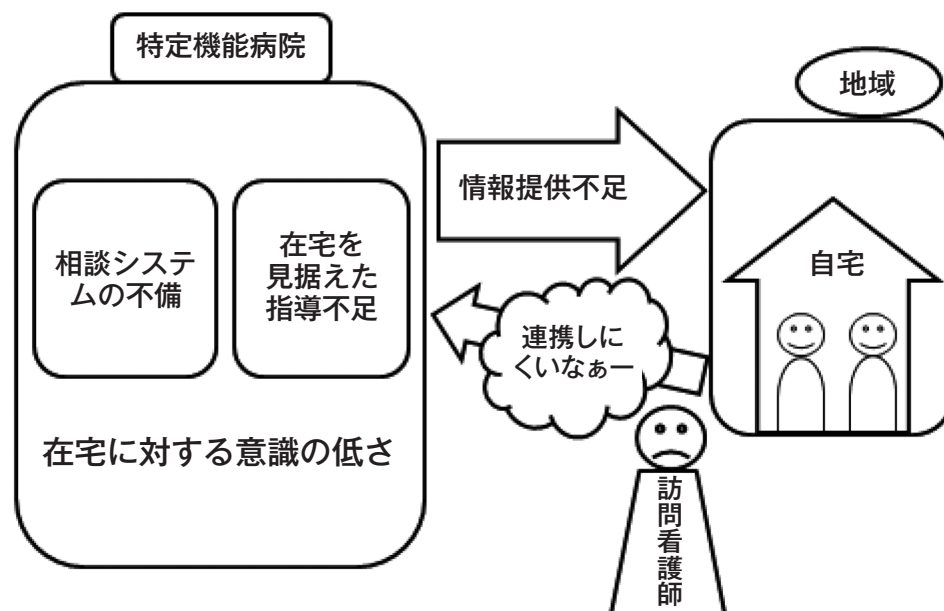 特定機能病院
地域
情報提供不足
相談システ
ムの不備
在宅を
見据えた
指導不足
自宅
連携しに
くいなぁー
在宅に対する意識の低さ
訪問看護師